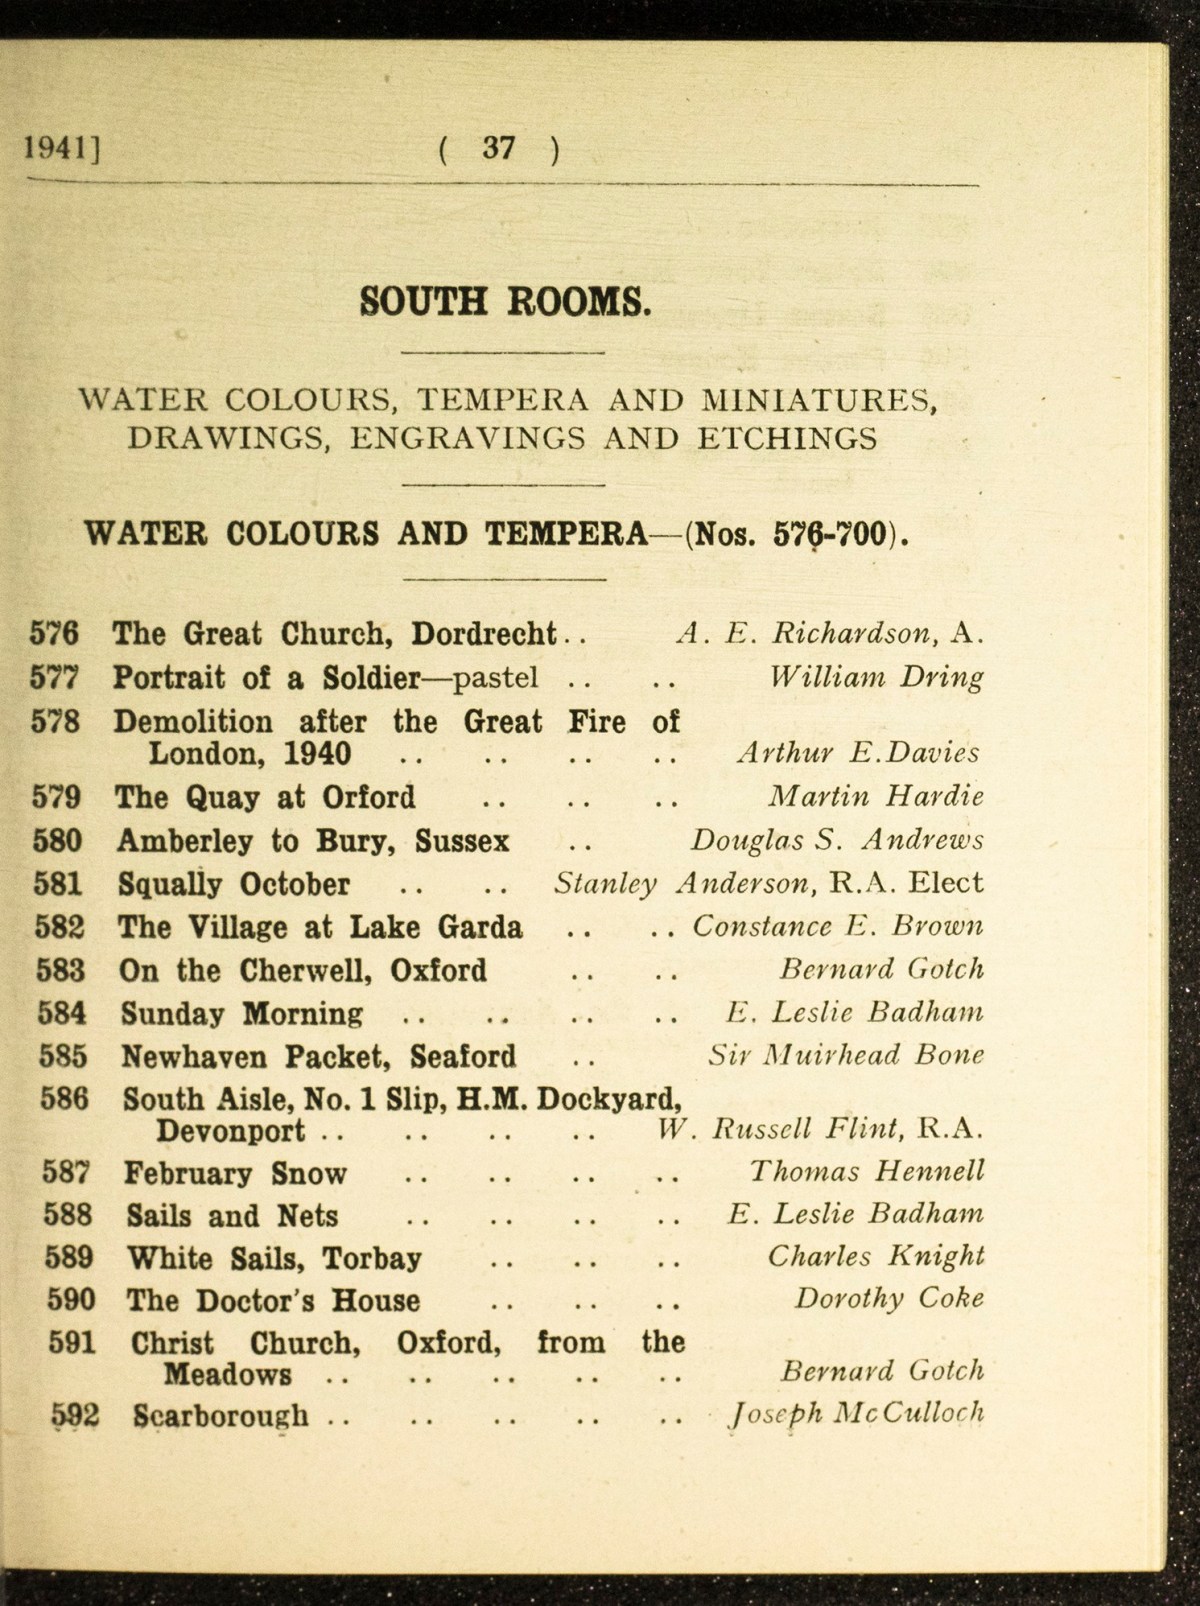 1941] ( 37 )
SOUTH ROOMS.
WATER COLOURS, TEMPERA AND MINIATURES,
DRAWINGS, ENGRAVINGS AND ETCHINGS
WATER COLOURS AND TEMPERA—(Nos. 576-700).
576 The Great Church, Dordrecht .. A. E. Richardson, A.
577 Portrait of a Soldier—pastel .. .. William Dring
578 Demolition after the Great Fire of
London, 1940 .. .. .. .. Arthur E.Davies
579 The Quay at Orford .. .. .. Martin Hardie
580 Amberley to Bury, Sussex .. Douglas S. Andrews
581 Squally October .. .. Stanley Anderson, R.A. Elect
582 The Village at Lake Garda .. .. Constance E. Brown
583 On the Cherwell, Oxford .. .. Bernard Gotch
584 Sunday Morning .. .. .. .. E. Leslie Badham
585 Newhaven Packet, Seaford .. Sir Muirhead Bone
586 South Aisle, No. 1 Slip, H.M. Dockyard,
Devonport .. .. .. .. W. Russell Flint, R.A.
587 February Snow .. .. .. .. Thomas Hennell
588 Sails and Nets .. .. .. .. E. Leslie Badham
589 White Sails, Torbay .. .. .. Charles Knight
590 The Doctor's House .. .. .. Dorothy Coke
591 Christ Church, Oxford, from the
Meadows .. .. .. .. .. Bernard Gotch
592 Scarborough .. .. .. .. .. Joseph McCulloch